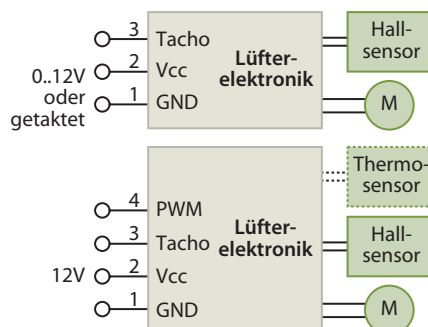 3 Tacho
2 Vcc
1 GND
0..12V
oder
getaktet
Lüfter-
elektronik
Hall-
sensor
M
4 PWM
3 Tacho
2 Vcc
1 GND
12V
Lüfter-
elektronik
Thermo-
sensor
Hall-
sensor
M